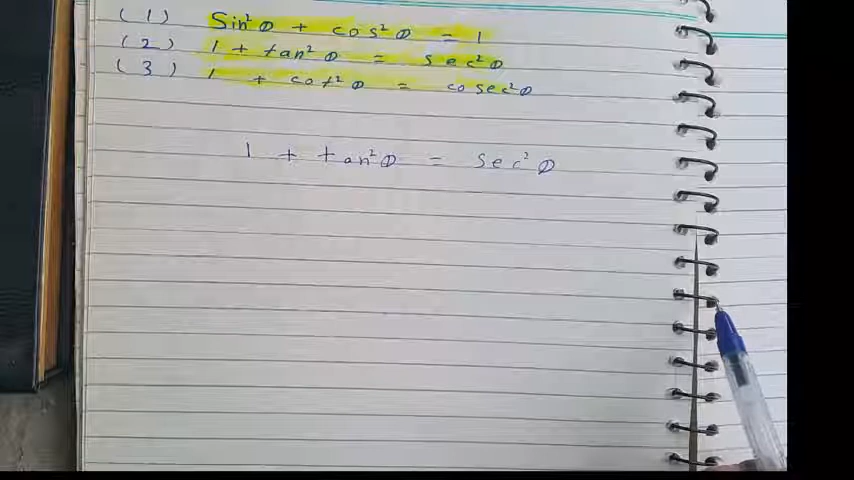 (1) Sin²θ + cos²θ = 1
(2) 1 + tan²θ = sec²θ
(3) 1 + cot²θ = cosec²θ
1 + tan²θ = sec²θ